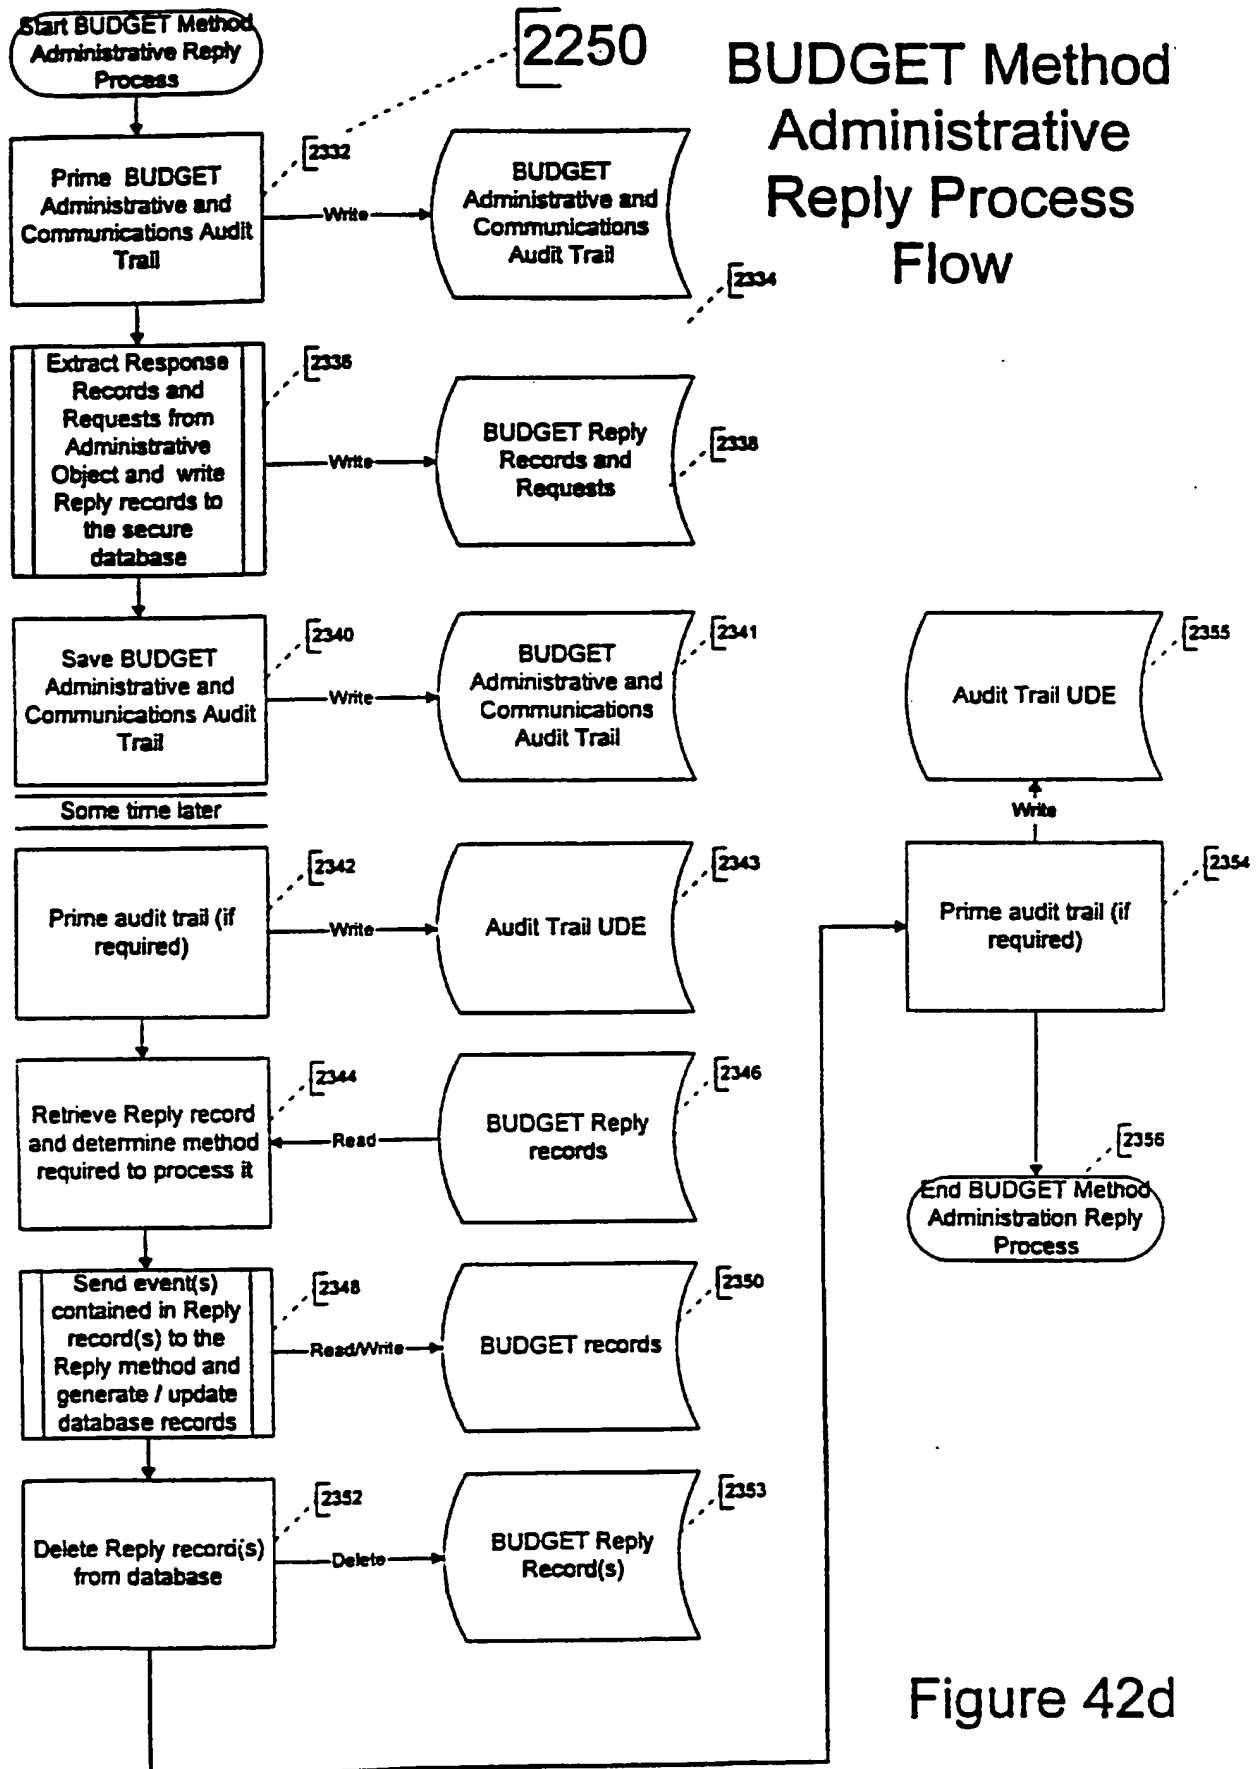 Start BUDGET Method
Administrative Reply
Process
2250
BUDGET Method
Administrative
Reply Process
Flow
Prime BUDGET
Administrative and
Communications Audit
Trail
2332
Write
BUDGET
Administrative and
Communications
Audit Trail
2334
Extract Response
Records and
Requests from
Administrative
Object and write
Reply records to
the secure
database
2336
Write
BUDGET Reply
Records and
Requests
2338
Save BUDGET
Administrative and
Communications Audit
Trail
2340
Write
BUDGET
Administrative and
Communications
Audit Trail
2341
Some time later
Prime audit trail (if
required)
2342
Write
Audit Trail UDE
2343
Retrieve Reply record
and determine method
required to process it
2344
Read
BUDGET Reply
records
2346
Send event(s)
contained in Reply
record(s) to the
Reply method and
generate / update
database records
2348
Read/Write
BUDGET records
2350
Delete Reply record(s)
from database
2352
Delete
BUDGET Reply
Record(s)
2353
Audit Trail UDE
2355
Write
Prime audit trail (if
required)
2354
2356
End BUDGET Method
Administration Reply
Process
Figure 42d